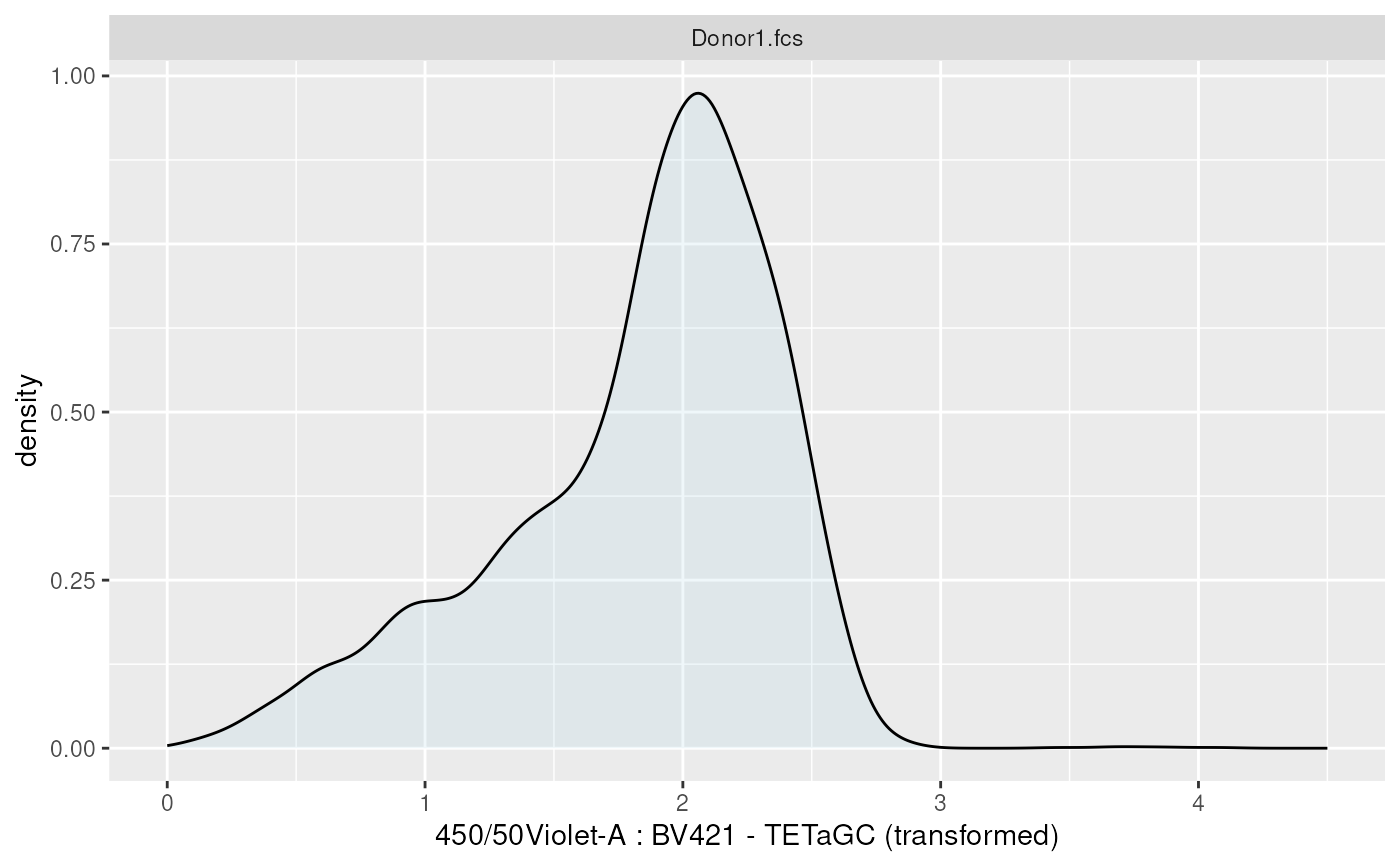 Donor1.fcs
1.00
0.75
0.50
0.25
0.00
density
0 1 2 3 4
450/50Violet-A : BV421 - TETaGC (transformed)